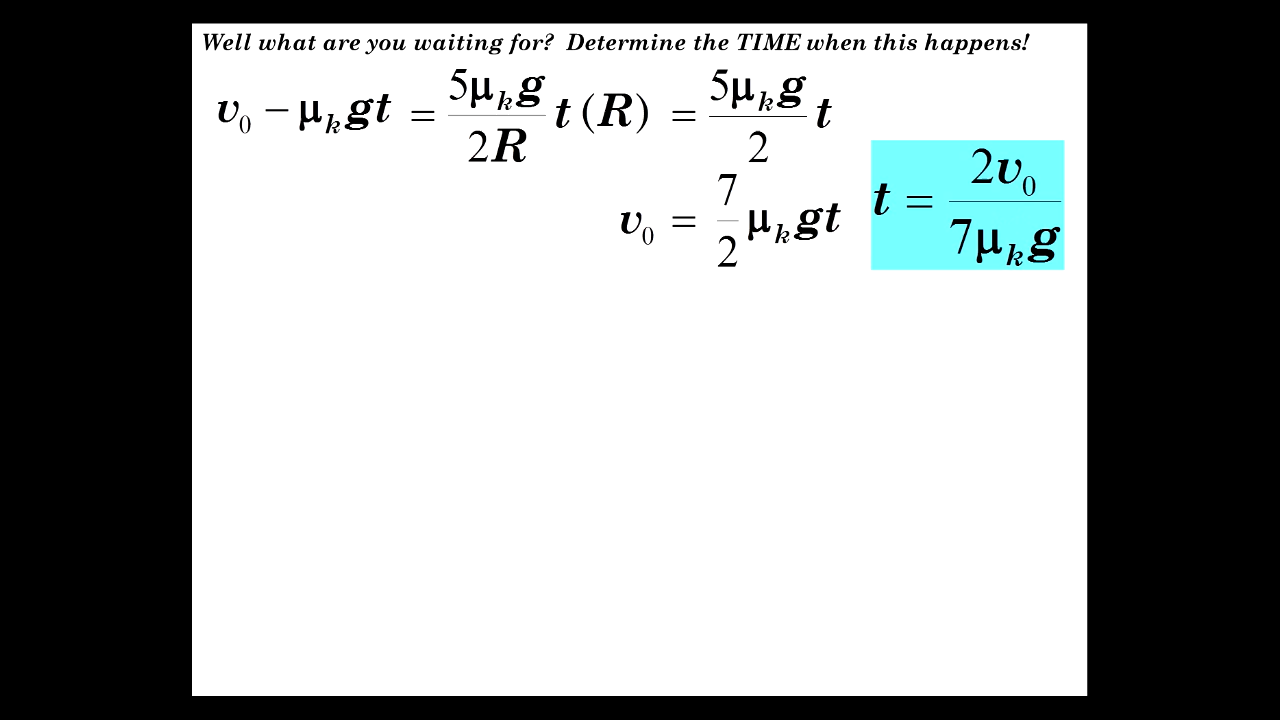 Well what are you waiting for? Determine the TIME when this happens!
v₀ − μₖgt = 5μₖg/2R t (R) = 5μₖg/2 t
v₀ = 7/2 μₖgt
t = 2v₀/7μₖg